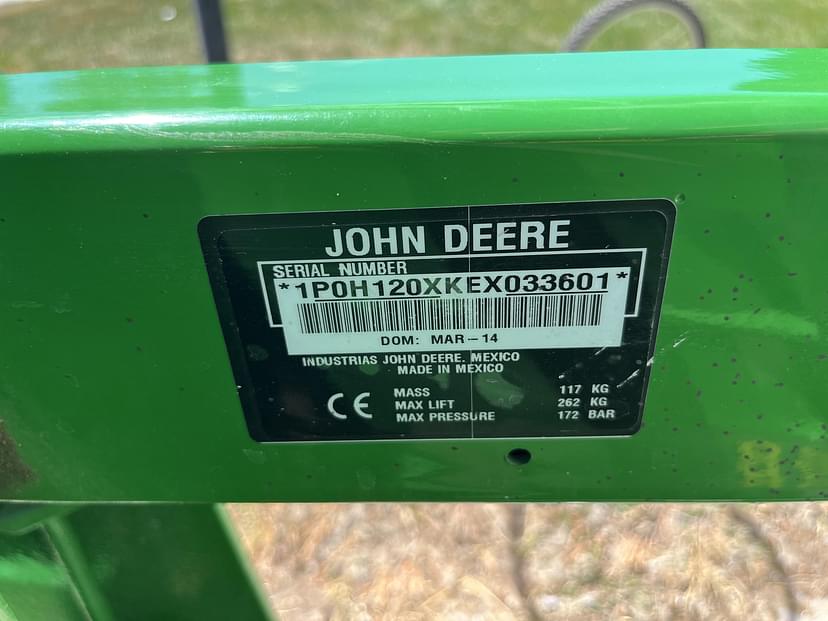 JOHN DEERE
SERIAL NUMBER
*1P0H120XKEX033601*
DOM: MAR-14
INDUSTRIAS JOHN DEERE, MEXICO
MADE IN MEXICO
CE
MASS 117 KG
MAX LIFT 262 KG
MAX PRESSURE 172 BAR